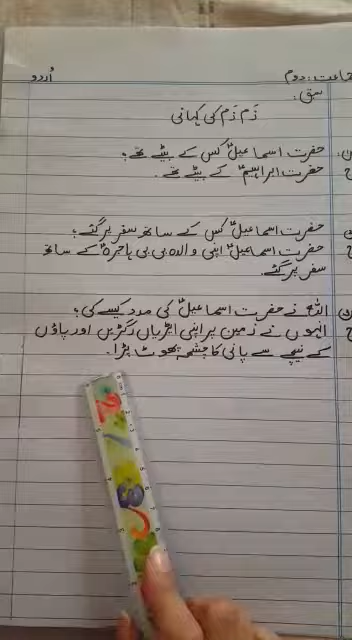 جماعت: دوم اُردو
سبق:
زَم زَم کی کہانی
حضرت اسماعیلؑ کس کے بیٹے تھے؟
حضرت ابراہیمؑ کے بیٹے تھے۔
حضرت اسماعیلؑ کس کے ساتھ سفر پر گئے؟
حضرت اسماعیلؑ اپنی والدہ بی بی ہاجرہؑ کے ساتھ
سفر پر گئے۔
اللہ نے حضرت اسماعیلؑ کی مدد کیسے کی؟
انہوں نے زمین پر اپنی ایڑیاں رگڑیں اور پاؤں
کے نیچے سے پانی کا چشمہ پھوٹ پڑا۔